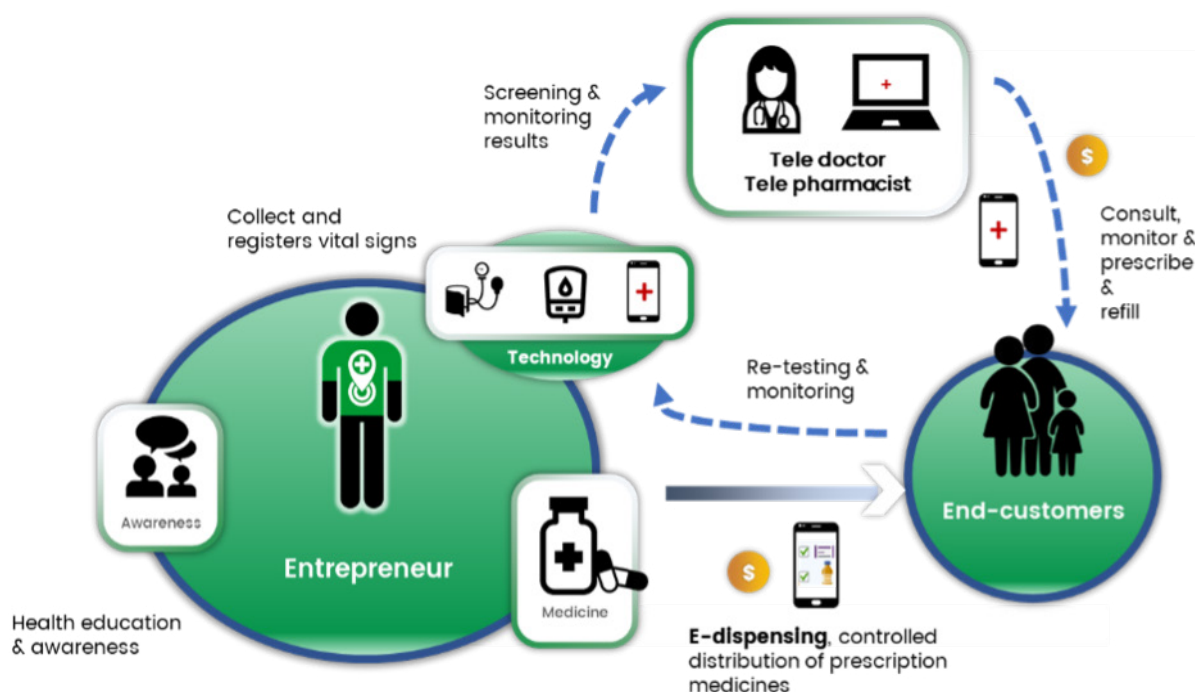 Screening &
monitoring
results
Tele doctor
Tele pharmacist
$
Consult,
monitor &
prescribe
&
refill
Collect and
registers vital signs
Technology
Re-testing &
monitoring
Awareness
Entrepreneur
Medicine
End-customers
$
Health education
& awareness
E-dispensing, controlled
distribution of prescription
medicines